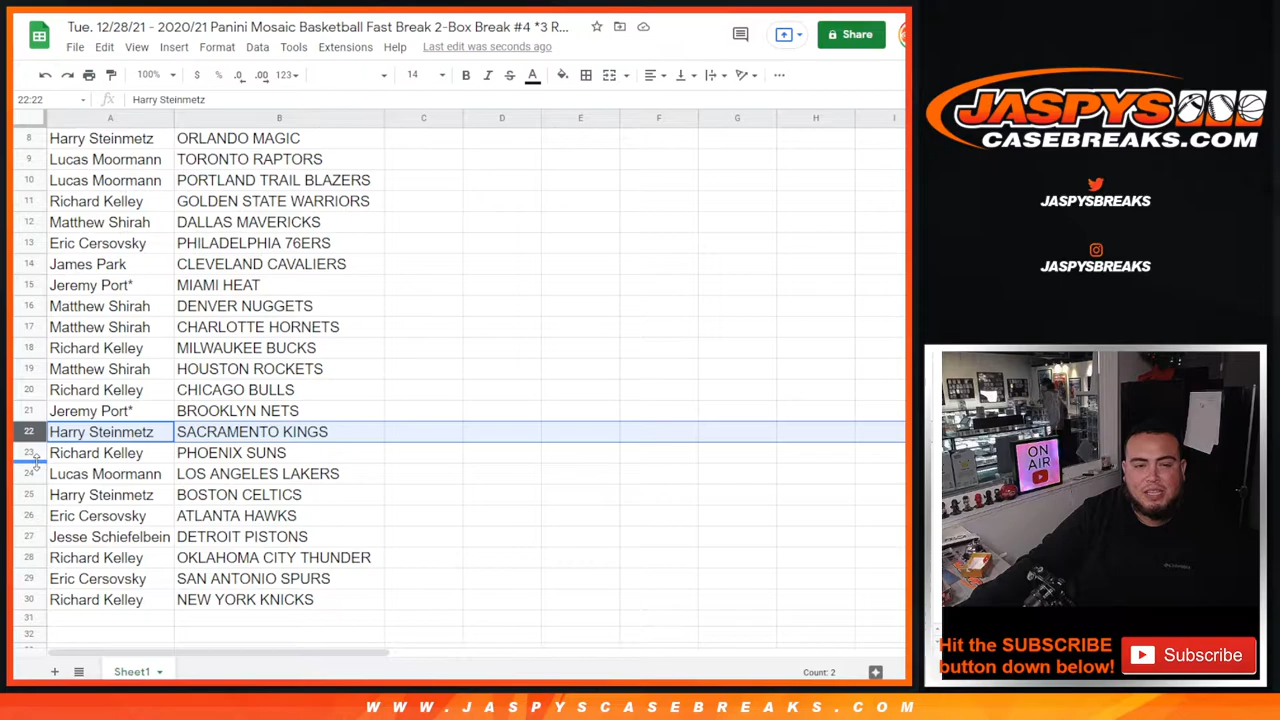 Tue. 12/28/21 - 2020/21 Panini Mosaic Basketball Fast Break 2-Box Break #4 *3 R...
File Edit View Insert Format Data Tools Extensions Help Last edit was seconds ago
Share
100% $ % .0 .00 123 14 B I S A
22:22 fx Harry Steinmetz
A B C D E F G H I
8 Harry Steinmetz ORLANDO MAGIC
9 Lucas Moormann TORONTO RAPTORS
10 Lucas Moormann PORTLAND TRAIL BLAZERS
11 Richard Kelley GOLDEN STATE WARRIORS
12 Matthew Shirah DALLAS MAVERICKS
13 Eric Cersovsky PHILADELPHIA 76ERS
14 James Park CLEVELAND CAVALIERS
15 Jeremy Port* MIAMI HEAT
16 Matthew Shirah DENVER NUGGETS
17 Matthew Shirah CHARLOTTE HORNETS
18 Richard Kelley MILWAUKEE BUCKS
19 Matthew Shirah HOUSTON ROCKETS
20 Richard Kelley CHICAGO BULLS
21 Jeremy Port* BROOKLYN NETS
22 Harry Steinmetz SACRAMENTO KINGS
23 Richard Kelley PHOENIX SUNS
24 Lucas Moormann LOS ANGELES LAKERS
25 Harry Steinmetz BOSTON CELTICS
26 Eric Cersovsky ATLANTA HAWKS
27 Jesse Schiefelbein DETROIT PISTONS
28 Richard Kelley OKLAHOMA CITY THUNDER
29 Eric Cersovsky SAN ANTONIO SPURS
30 Richard Kelley NEW YORK KNICKS
31
32
Sheet1
Count: 2
JASPYS
CASEBREAKS.COM
JASPYSBREAKS
JASPYSBREAKS
ON
AIR
Hit the SUBSCRIBE
button down below!
Subscribe
WWW.JASPYSCASEBREAKS.COM